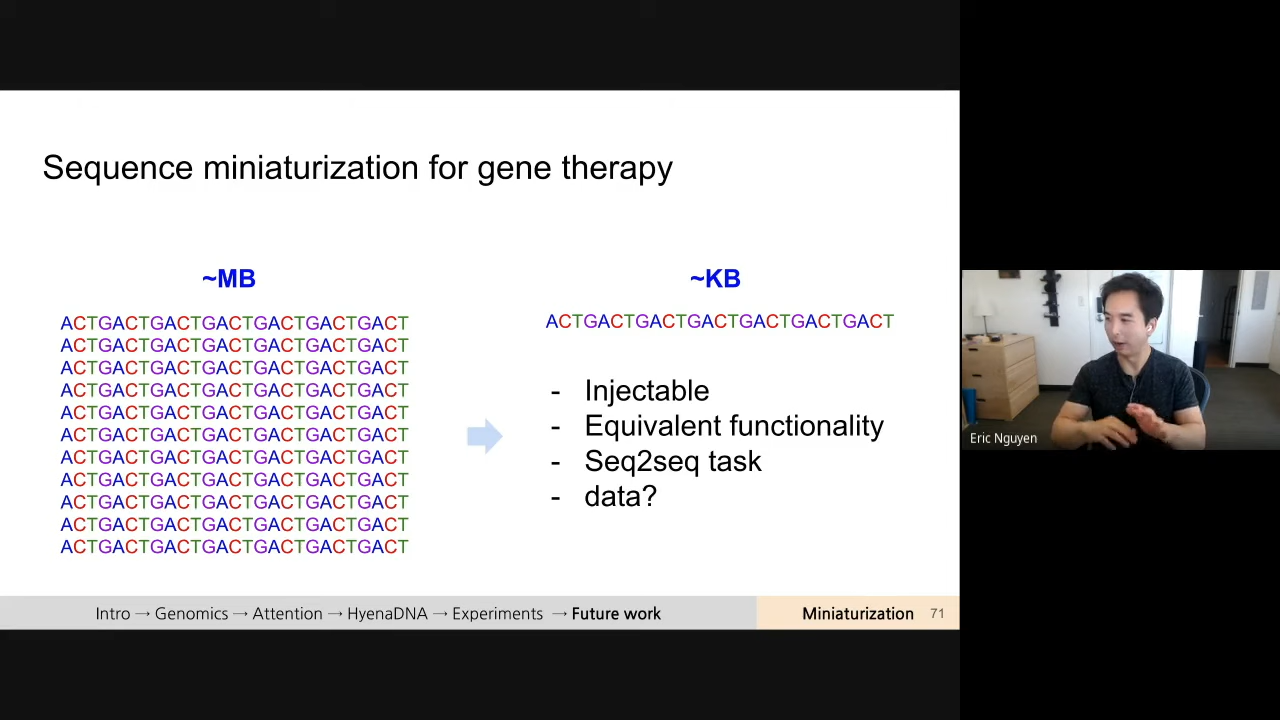 Sequence miniaturization for gene therapy
~MB
ACTGACTGACTGACTGACTGACTGACT
ACTGACTGACTGACTGACTGACTGACT
ACTGACTGACTGACTGACTGACTGACT
ACTGACTGACTGACTGACTGACTGACT
ACTGACTGACTGACTGACTGACTGACT
ACTGACTGACTGACTGACTGACTGACT
ACTGACTGACTGACTGACTGACTGACT
ACTGACTGACTGACTGACTGACTGACT
ACTGACTGACTGACTGACTGACTGACT
ACTGACTGACTGACTGACTGACTGACT
ACTGACTGACTGACTGACTGACTGACT
~KB
ACTGACTGACTGACTGACTGACTGACT
- Injectable
- Equivalent functionality
- Seq2seq task
- data?
Intro → Genomics → Attention → HyenaDNA → Experiments → Future work
Miniaturization 71
Eric Nguyen